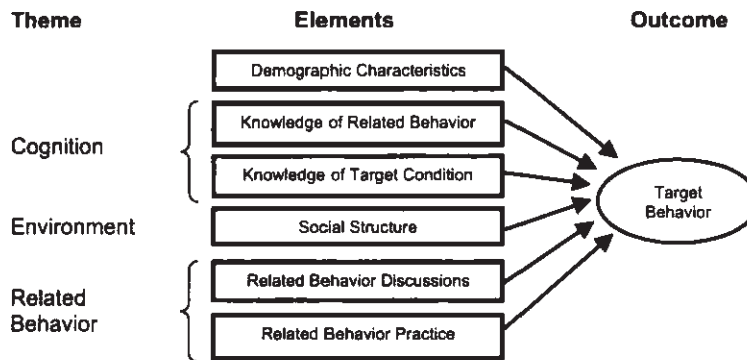 Theme Elements Outcome
Demographic Characteristics
Knowledge of Related Behavior
Cognition
Knowledge of Target Condition
Target
Behavior
Environment
Social Structure
Related Behavior Discussions
Related
Behavior
Related Behavior Practice